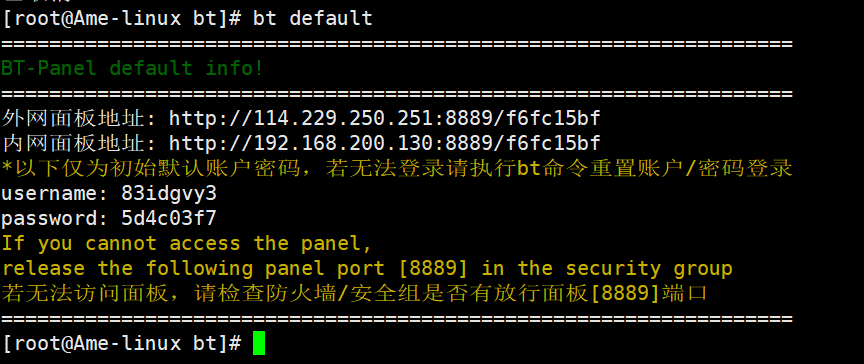 [root@Ame-linux bt]# bt default
==================================================================
BT-Panel default info!
==================================================================
外网面板地址: http://114.229.250.251:8889/f6fc15bf
内网面板地址: http://192.168.200.130:8889/f6fc15bf
*以下仅为初始默认账户密码，若无法登录请执行bt命令重置账户/密码登录
username: 83idgvy3
password: 5d4c03f7
If you cannot access the panel,
release the following panel port [8889] in the security group
若无法访问面板，请检查防火墙/安全组是否有放行面板[8889]端口
==================================================================
[root@Ame-linux bt]#